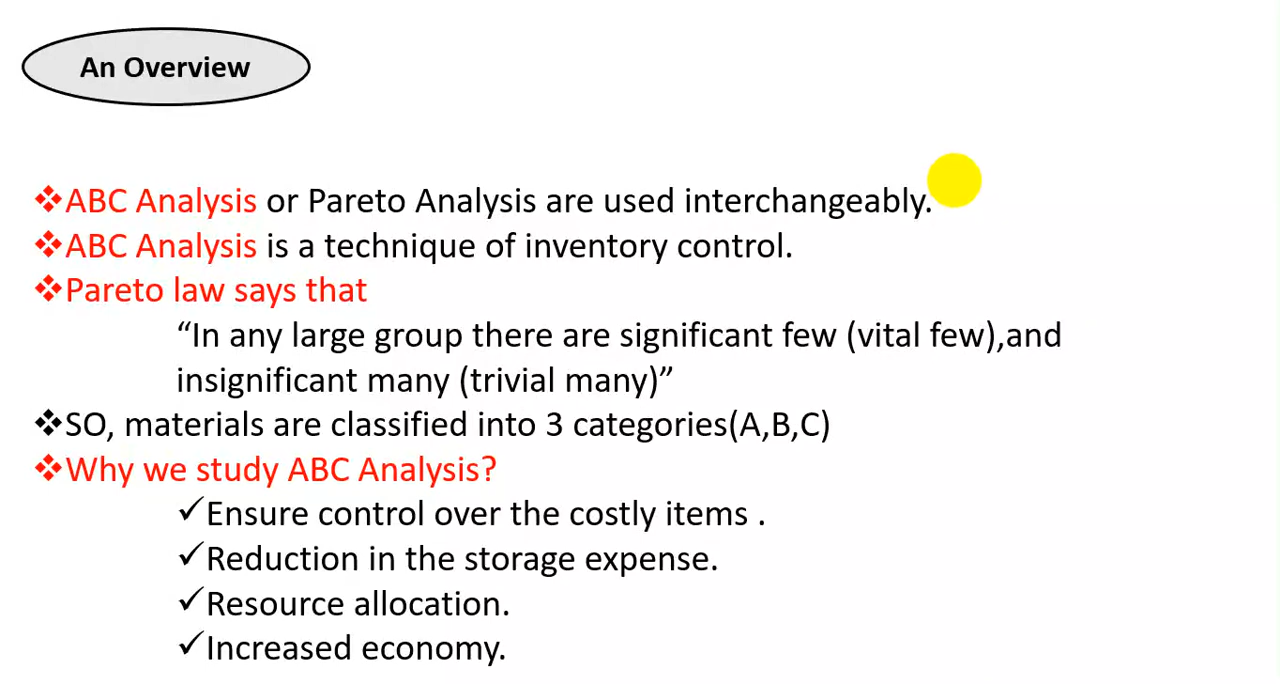 An Overview
❖ABC Analysis or Pareto Analysis are used interchangeably.
❖ABC Analysis is a technique of inventory control.
❖Pareto law says that
“In any large group there are significant few (vital few),and
insignificant many (trivial many)”
❖SO, materials are classified into 3 categories(A,B,C)
❖Why we study ABC Analysis?
✓Ensure control over the costly items .
✓Reduction in the storage expense.
✓Resource allocation.
✓Increased economy.